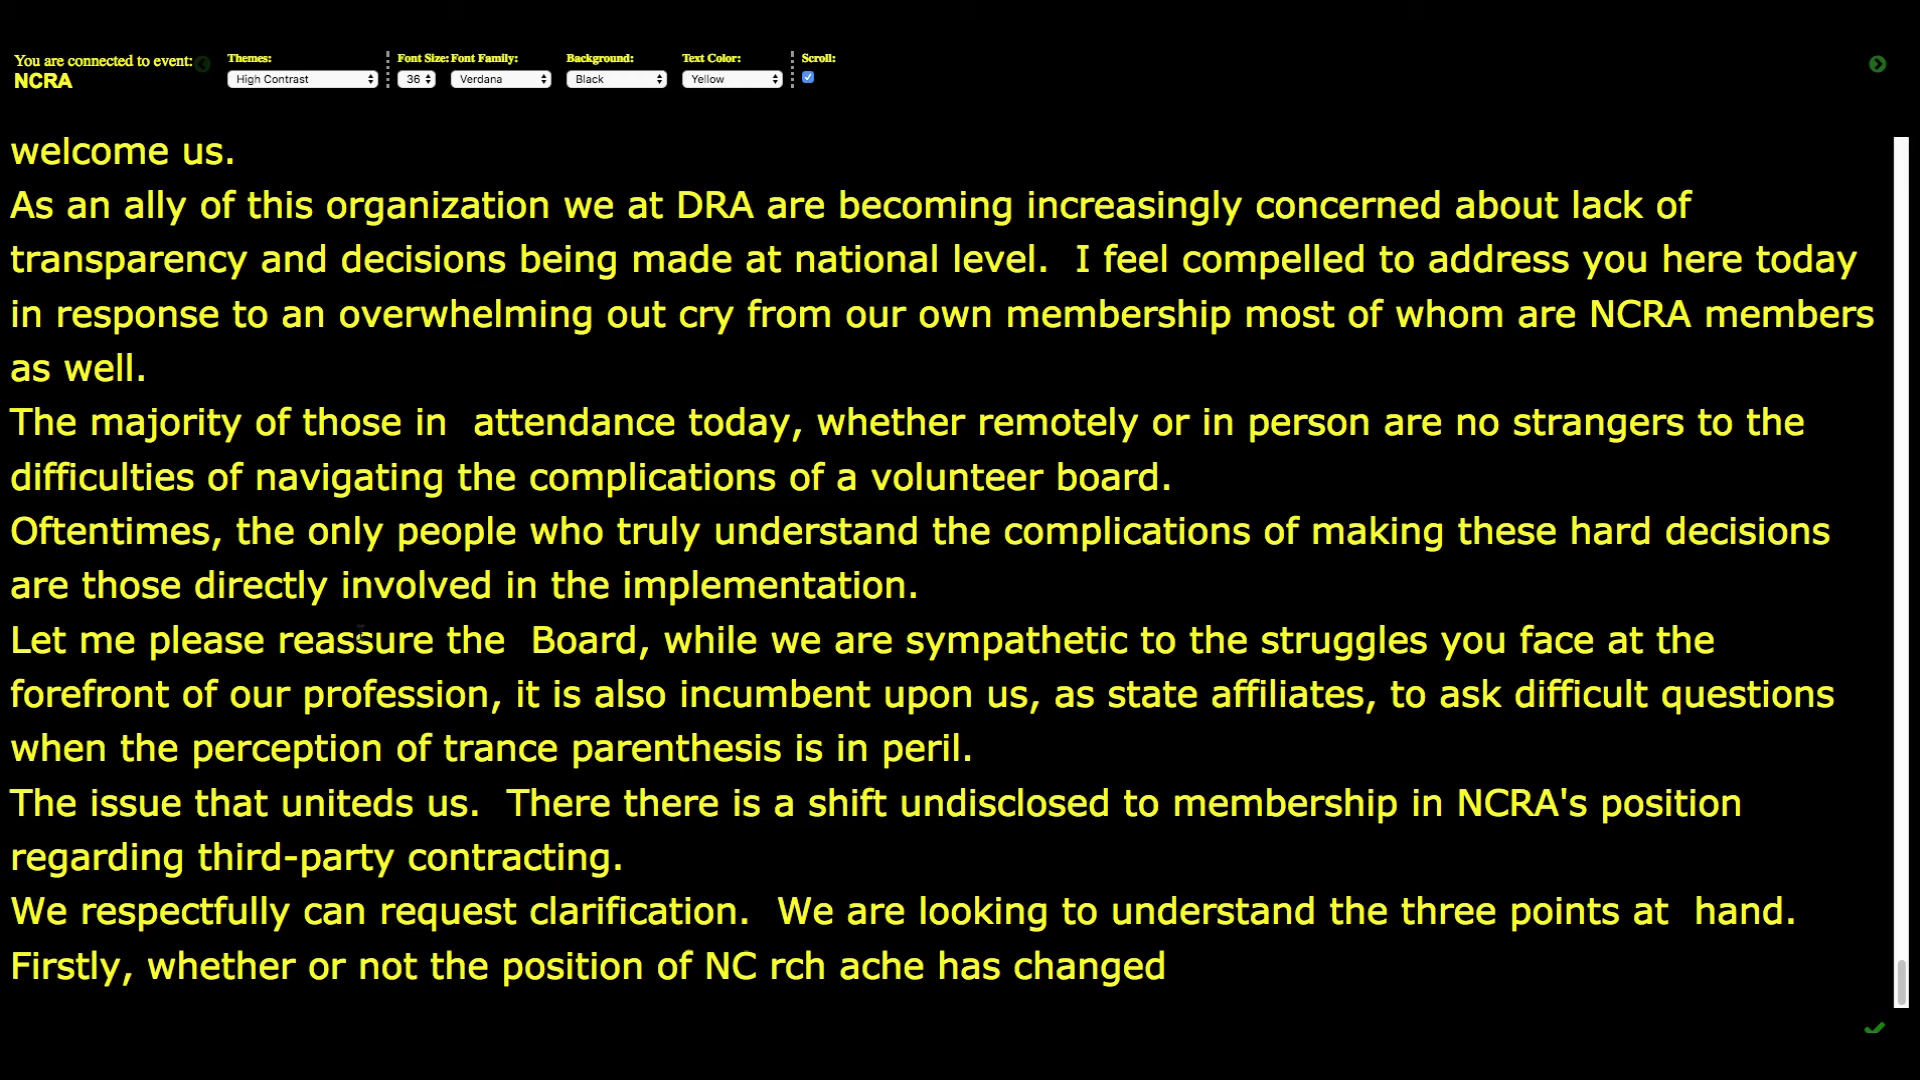 You are connected to event:
NCRA
Themes:
High Contrast
Font Size:
36
Font Family:
Verdana
Background:
Black
Text Color:
Yellow
Scroll:
welcome us.
As an ally of this organization we at DRA are becoming increasingly concerned about lack of
transparency and decisions being made at national level.  I feel compelled to address you here today
in response to an overwhelming out cry from our own membership most of whom are NCRA members
as well.
The majority of those in  attendance today, whether remotely or in person are no strangers to the
difficulties of navigating the complications of a volunteer board.
Oftentimes, the only people who truly understand the complications of making these hard decisions
are those directly involved in the implementation.
Let me please reassure the  Board, while we are sympathetic to the struggles you face at the
forefront of our profession, it is also incumbent upon us, as state affiliates, to ask difficult questions
when the perception of trance parenthesis is in peril.
The issue that uniteds us.  There there is a shift undisclosed to membership in NCRA's position
regarding third-party contracting.
We respectfully can request clarification.  We are looking to understand the three points at  hand.
Firstly, whether or not the position of NC rch ache has changed